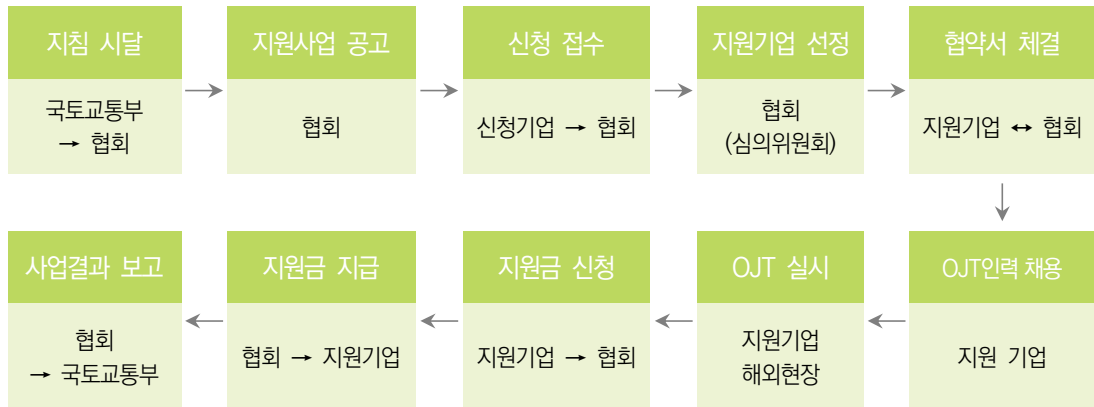 지침 시달
국토교통부
→ 협회
지원사업 공고
협회
신청 접수
신청기업 → 협회
지원기업 선정
협회
(심의위원회)
협약서 체결
지원기업 ↔ 협회
OJT인력 채용
지원 기업
OJT 실시
지원기업
해외현장
지원금 신청
지원기업 → 협회
지원금 지급
협회 → 지원기업
사업결과 보고
협회
→ 국토교통부